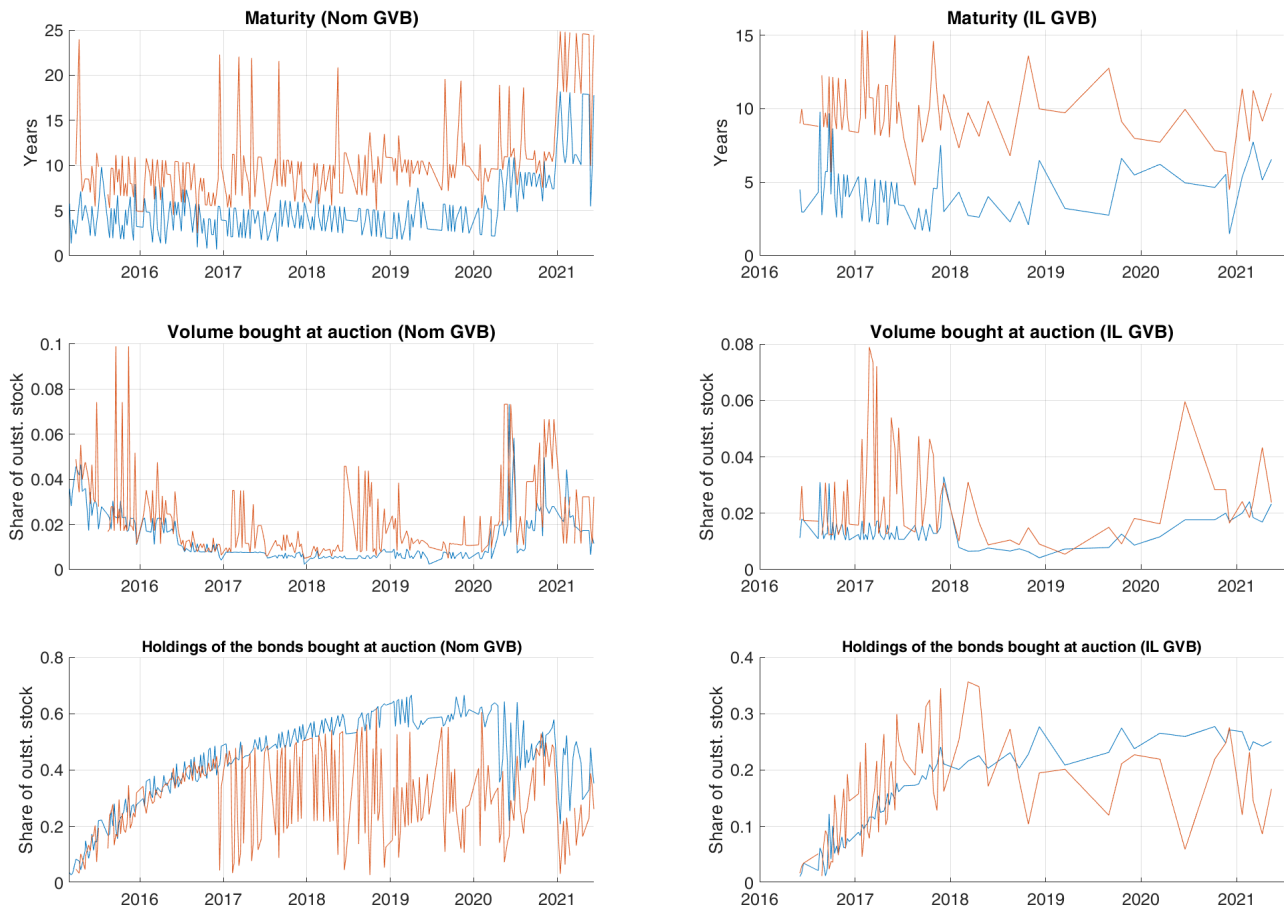 Maturity (Nom GVB)
Years
25
20
15
10
5
0
2016 2017 2018 2019 2020 2021
Maturity (IL GVB)
Years
15
10
5
0
2016 2017 2018 2019 2020 2021
Volume bought at auction (Nom GVB)
Share of outst. stock
0.1
0.08
0.06
0.04
0.02
0
2016 2017 2018 2019 2020 2021
Volume bought at auction (IL GVB)
Share of outst. stock
0.08
0.06
0.04
0.02
0
2016 2017 2018 2019 2020 2021
Holdings of the bonds bought at auction (Nom GVB)
Share of outst. stock
0.8
0.6
0.4
0.2
0
2016 2017 2018 2019 2020 2021
Holdings of the bonds bought at auction (IL GVB)
Share of outst. stock
0.4
0.3
0.2
0.1
0
2016 2017 2018 2019 2020 2021